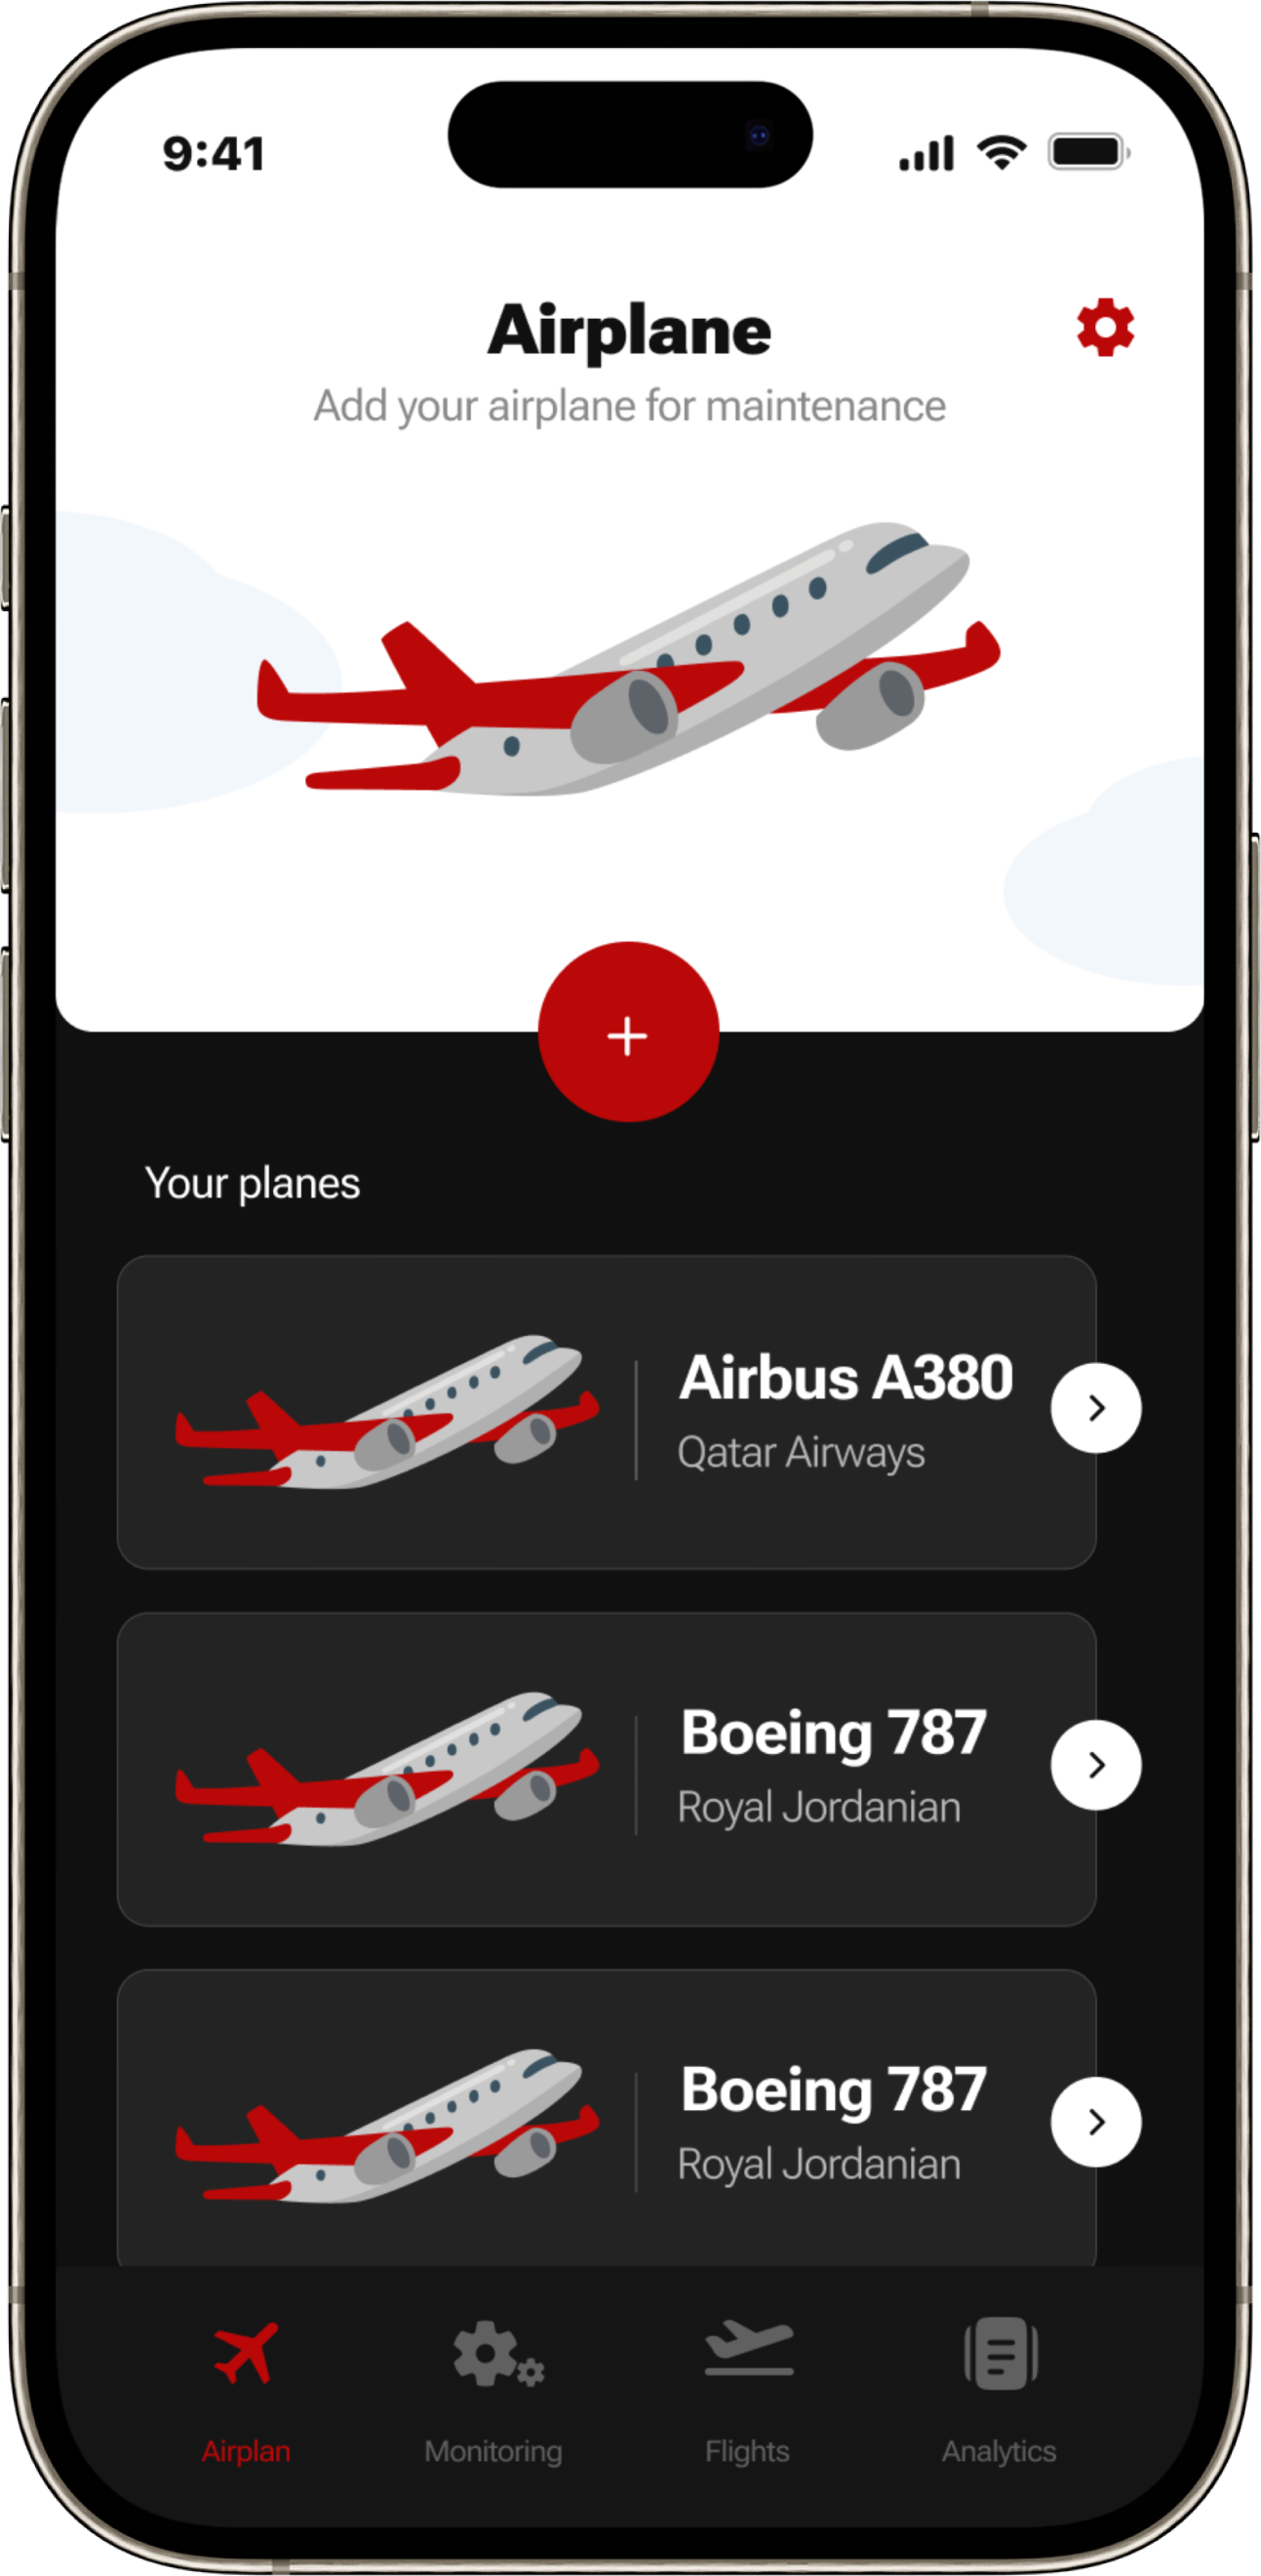 9:41
Airplane
Add your airplane for maintenance
+
Your planes
Airbus A380
Qatar Airways
Boeing 787
Royal Jordanian
Boeing 787
Royal Jordanian
Airplan Monitoring Flights Analytics